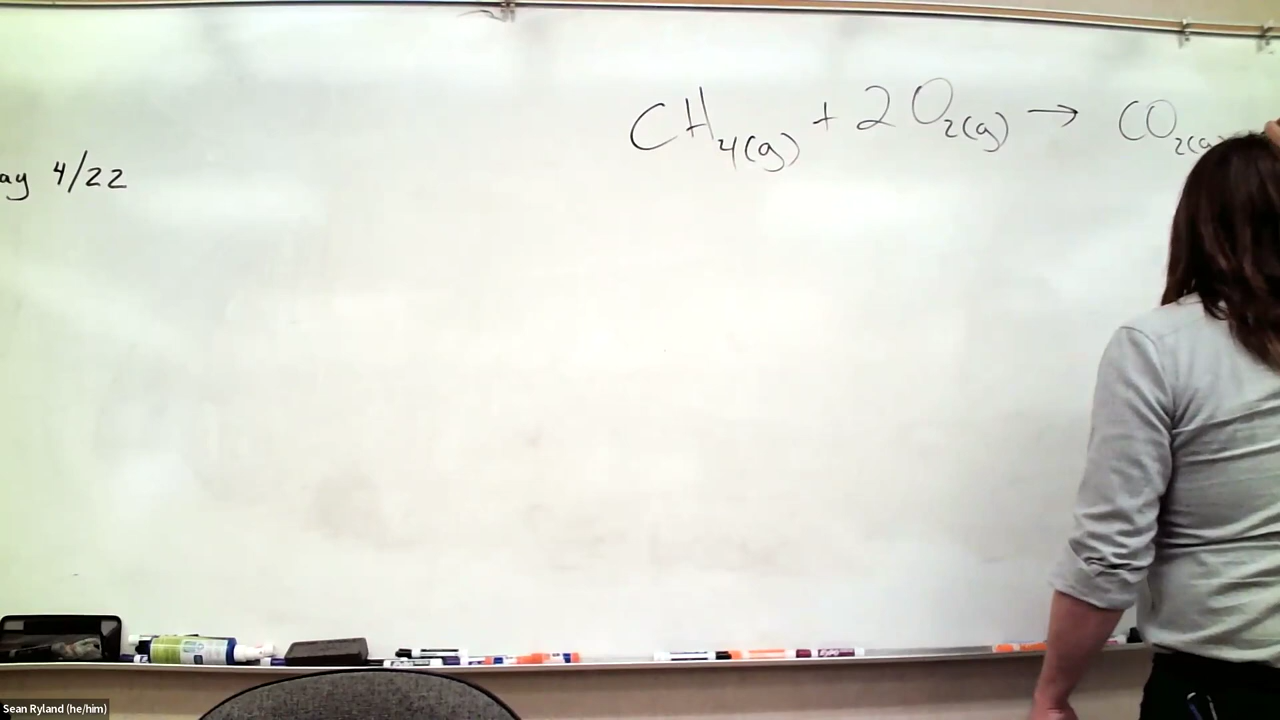 CH4(g) + 2 O2(g) → CO2(g
ay 4/22
Sean Ryland (he/him)